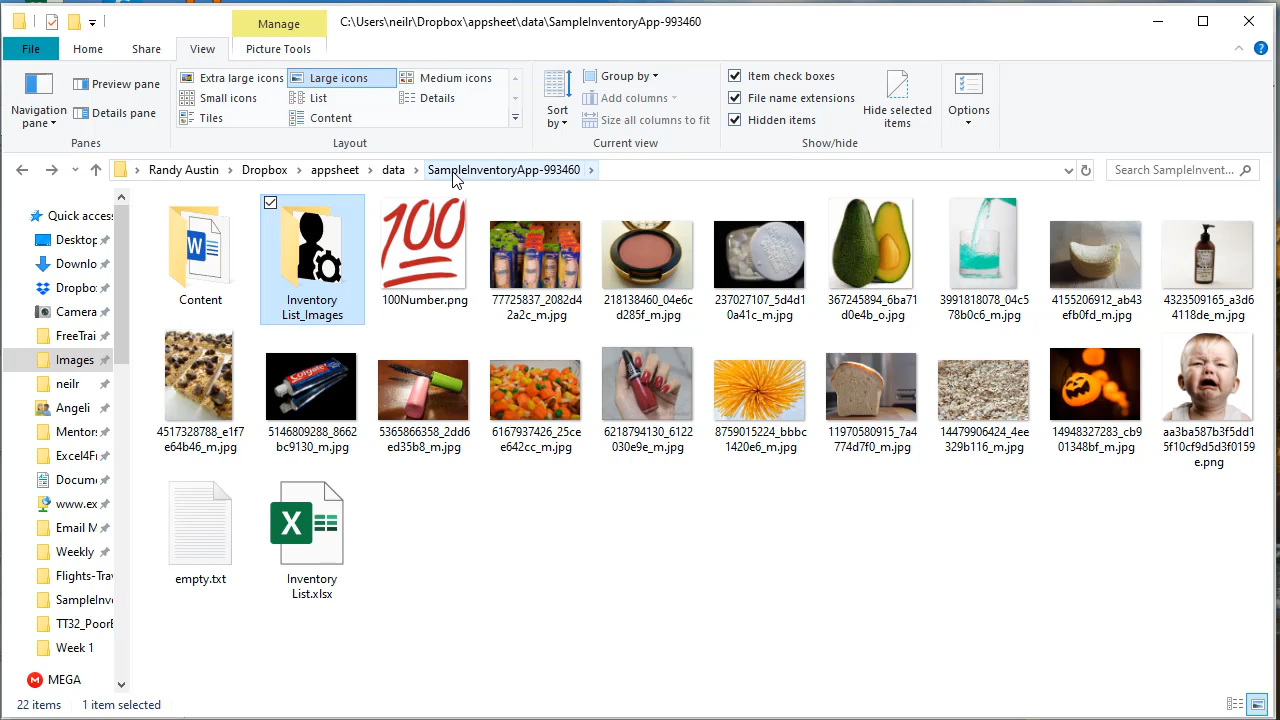 Manage
C:\Users\neilr\Dropbox\appsheet\data\SampleInventoryApp-993460
File
Home
Share
View
Picture Tools
Navigation pane
Preview pane
Details pane
Panes
Extra large icons
Large icons
Medium icons
Small icons
List
Details
Tiles
Content
Layout
Sort by
Group by
Add columns
Size all columns to fit
Current view
Item check boxes
File name extensions
Hidden items
Hide selected items
Show/hide
Options
Randy Austin
Dropbox
appsheet
data
SampleInventoryApp-993460
Search SampleInvent...
Quick access
Desktop
Downlo
Dropbo
Camera
FreeTrai
Images
neilr
Angeli
Mentor
Excel4Fr
Docume
www.ex
Email M
Weekly
Flights-Tra
SampleInv
TT32_PoorE
Week 1
MEGA
Content
Inventory
List_Images
100
100Number.png
77725837_2082d4
2a2c_m.jpg
218138460_04e6c
d285f_m.jpg
237027107_5d4d1
0a41c_m.jpg
367245894_6ba71
d0e4b_o.jpg
3991818078_04c5
78b0c6_m.jpg
4155206912_ab43
efb0fd_m.jpg
4323509165_a3d6
4118de_m.jpg
4517328788_e1f7
e64b46_m.jpg
Colgate
5146809288_8662
bc9130_m.jpg
5365866358_2dd6
ed35b8_m.jpg
6167937426_25ce
e642cc_m.jpg
6218794130_6122
030e9e_m.jpg
8759015224_bbbc
1420e6_m.jpg
11970580915_7a4
774d7f0_m.jpg
14479906424_4ee
329b116_m.jpg
14948327283_cb9
01348bf_m.jpg
aa3ba587b3f5dd1
5f10cf9d5d3f0159
e.png
empty.txt
Inventory
List.xlsx
22 items
1 item selected